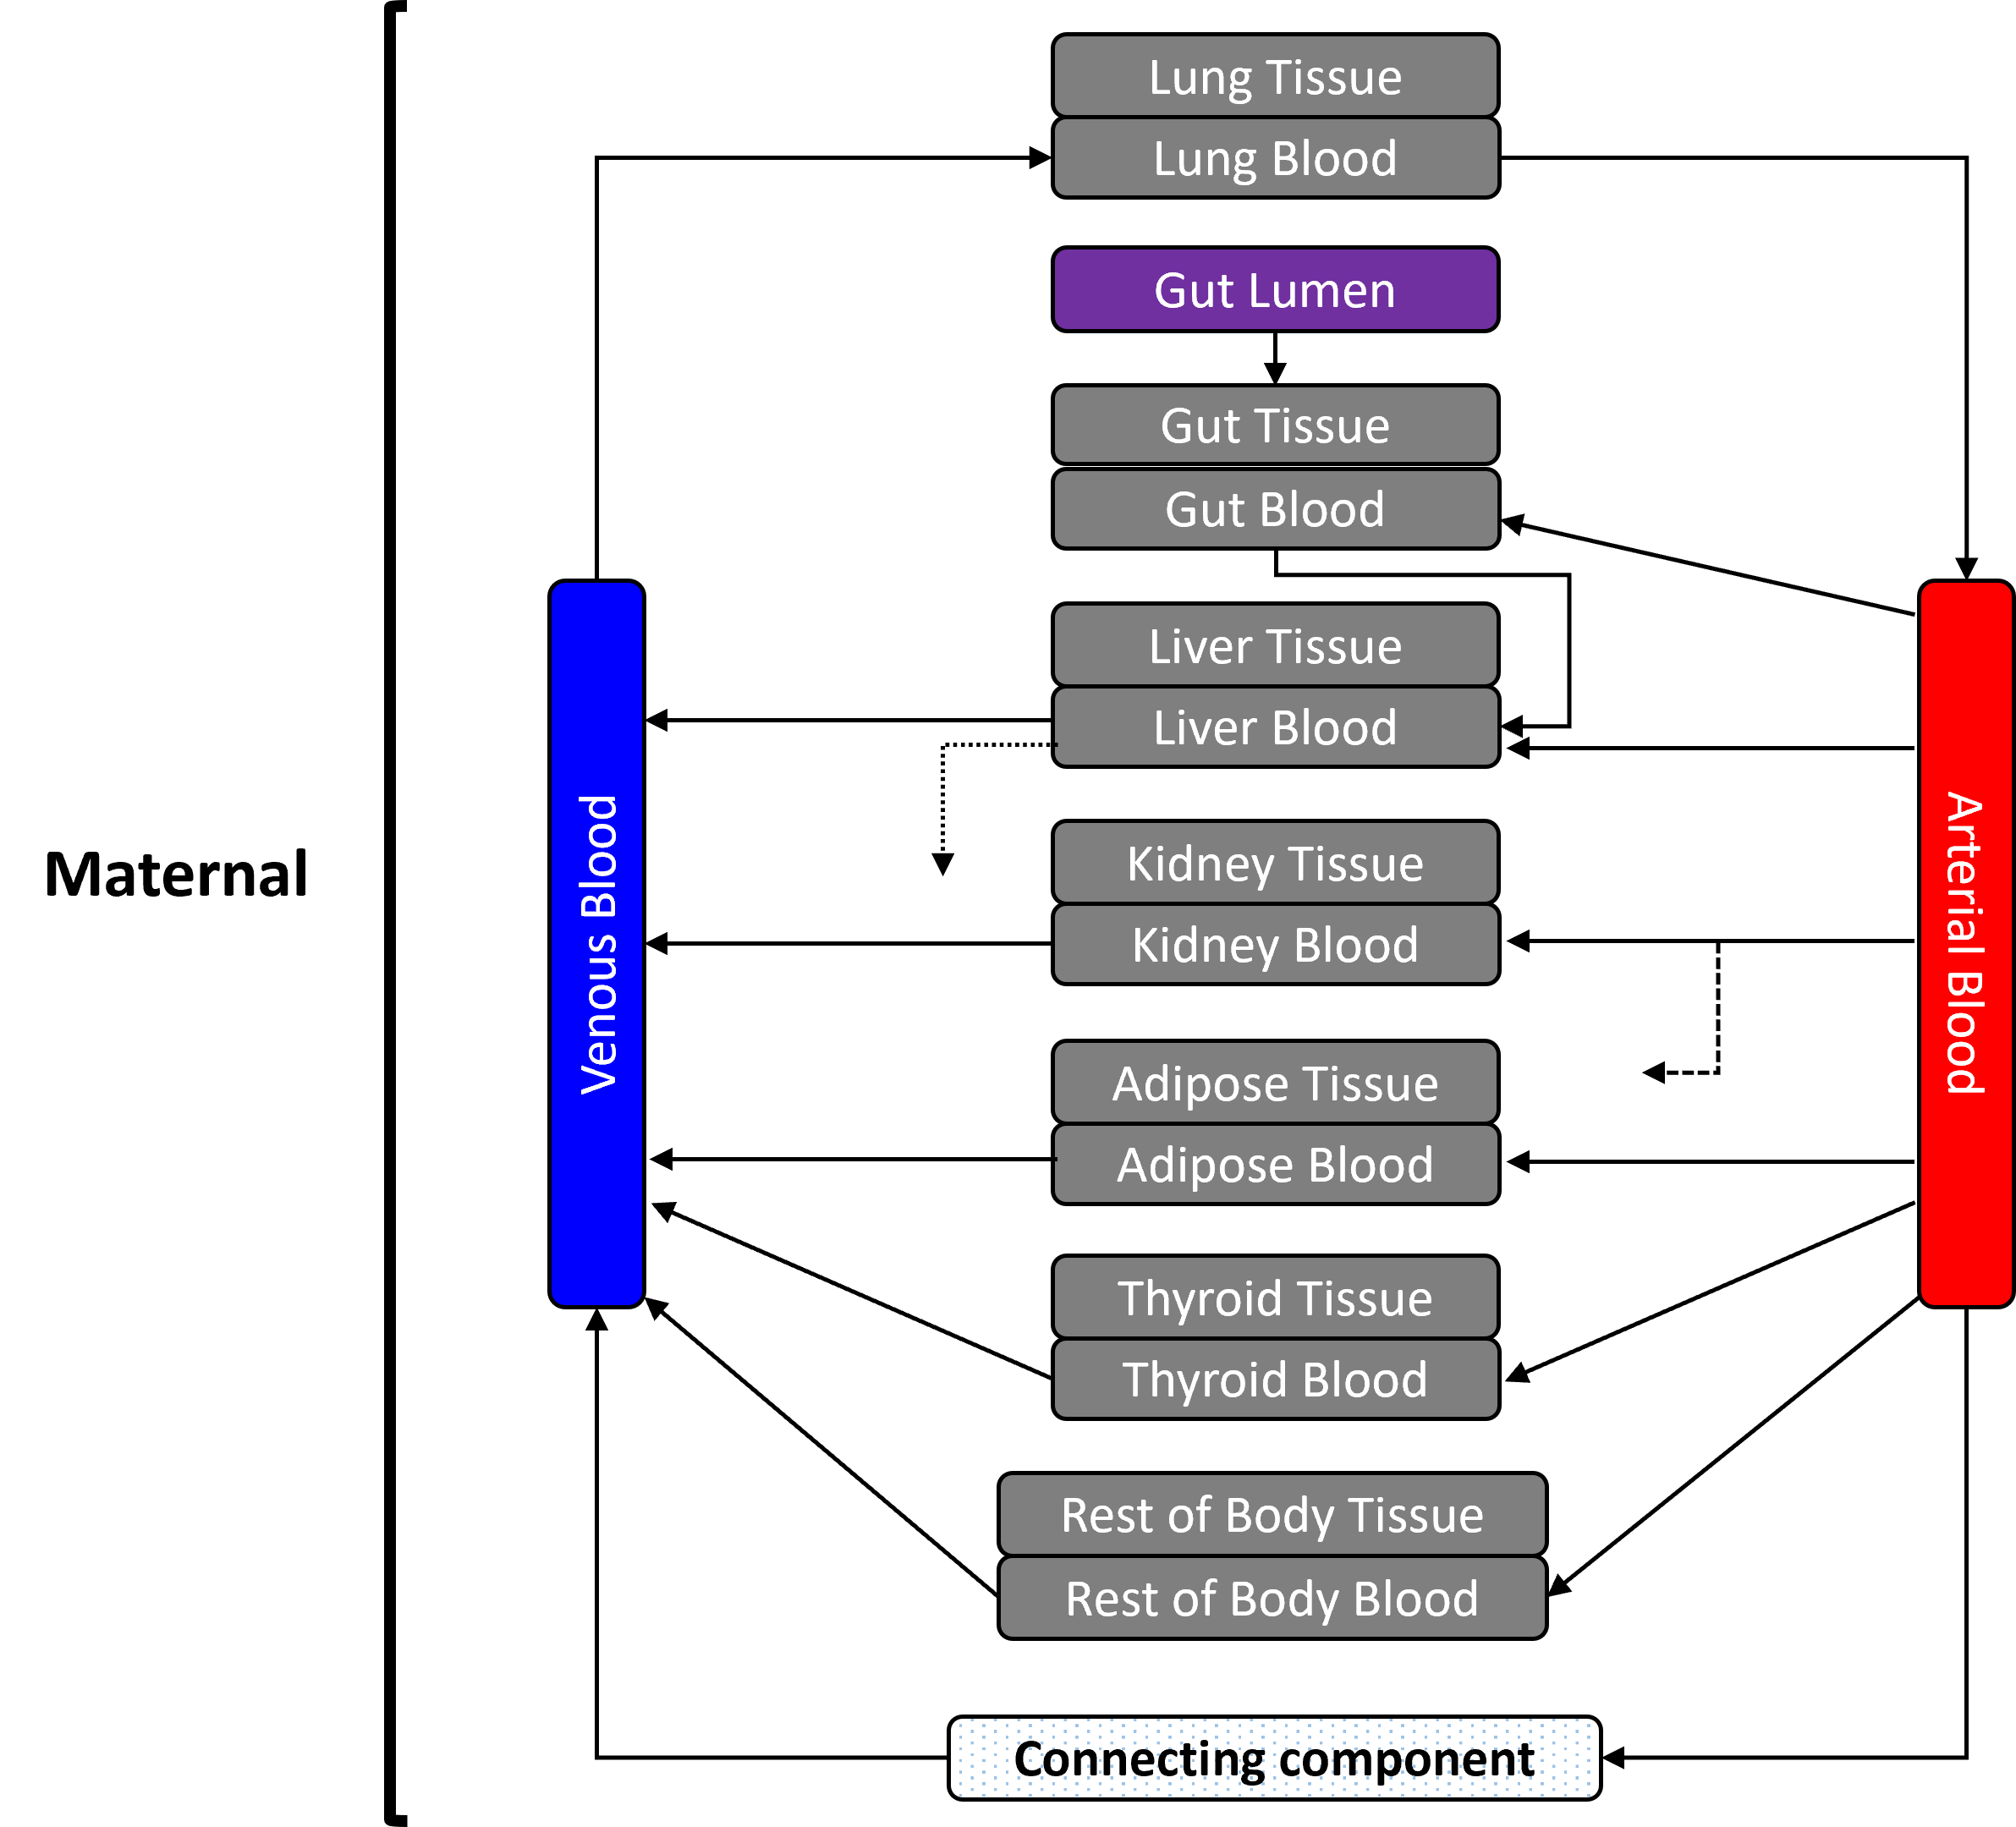 Lung Tissue
Lung Blood
Gut Lumen
Gut Tissue
Gut Blood
Liver Tissue
Liver Blood
Maternal
Venous Blood
Kidney Tissue
Kidney Blood
Arterial Blood
Adipose Tissue
Adipose Blood
Thyroid Tissue
Thyroid Blood
Rest of Body Tissue
Rest of Body Blood
Connecting component